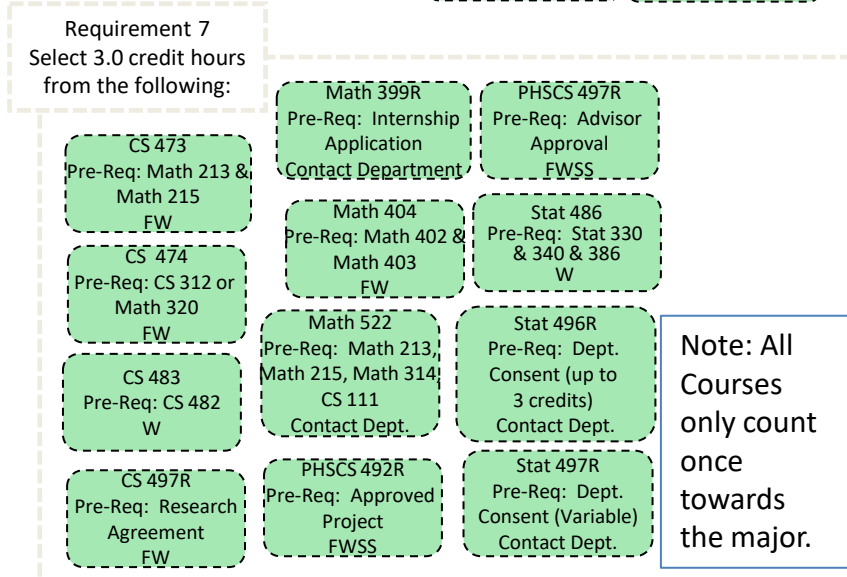 Requirement 7
Select 3.0 credit hours
from the following:
CS 473
Pre-Req: Math 213 &
Math 215
FW
CS 474
Pre-Req: CS 312 or
Math 320
FW
CS 483
Pre-Req: CS 482
W
CS 497R
Pre-Req: Research
Agreement
FW
Math 399R
Pre-Req: Internship
Application
Contact Department
Math 404
Pre-Req: Math 402 &
Math 403
FW
Math 522
Pre-Req: Math 213,
Math 215, Math 314,
CS 111
Contact Dept.
PHSCS 492R
Pre-Req: Approved
Project
FWSS
PHSCS 497R
Pre-Req: Advisor
Approval
FWSS
Stat 486
Pre-Req: Stat 330
& 340 & 386
W
Stat 496R
Pre-Req: Dept.
Consent (up to
3 credits)
Contact Dept.
Stat 497R
Pre-Req: Dept.
Consent (Variable)
Contact Dept.
Note: All
Courses
only count
once
towards
the major.